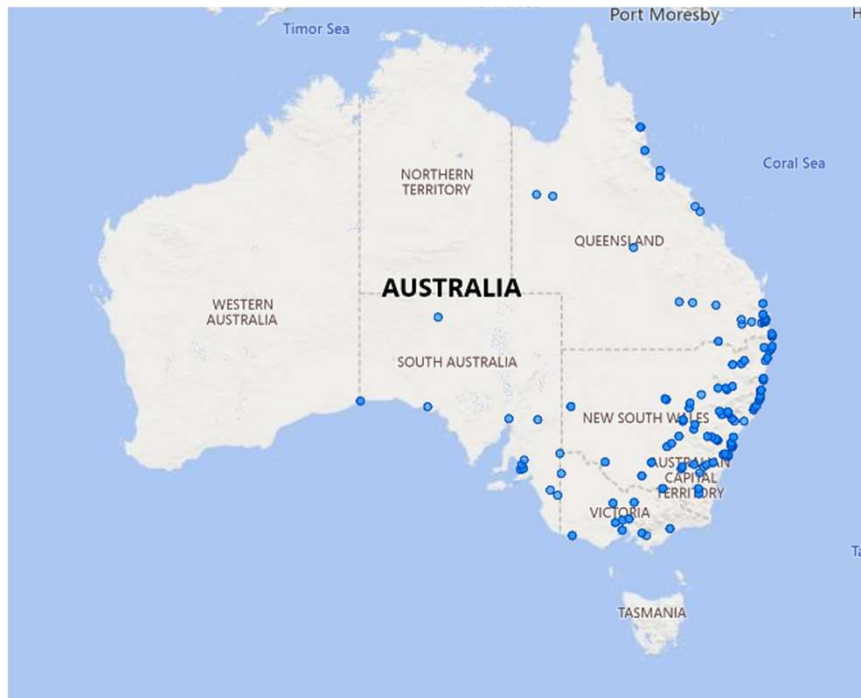 Port Moresby
H
Timor Sea
Coral Sea
NORTHERN
TERRITORY
QUEENSLAND
AUSTRALIA
WESTERN
AUSTRALIA
SOUTH AUSTRALIA
NEW SOUTH WALES
AUSTRALIAN
CAPITAL
TERRITORY
VICTORIA
Ta
TASMANIA